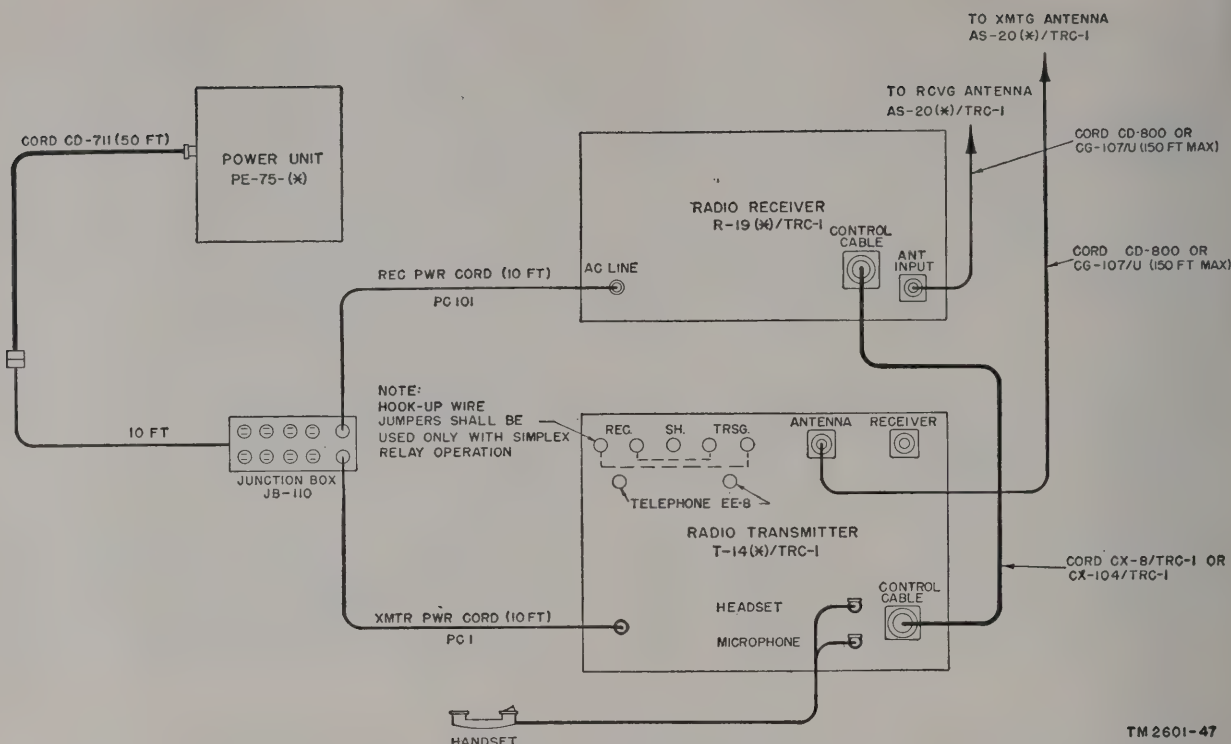 TO XMTG ANTENNA
AS-20(*)/TRC-1
TO RCVG ANTENNA
AS-20(*)/TRC-1
CORD CD-711 (50 FT)
POWER UNIT
PE-75-(*)
CORD CD-800 OR
CG-107/U (150 FT MAX)
RADIO RECEIVER
R-19(*)/TRC-1
CONTROL
CABLE
ANT
INPUT
AC LINE
CORD CD-800 OR
CG-107/U (150 FT MAX)
REC PWR CORD (10 FT)
PC 101
NOTE:
HOOK-UP WIRE
JUMPERS SHALL BE
USED ONLY WITH SIMPLEX
RELAY OPERATION
10 FT
JUNCTION BOX
JB-110
REC. SH. TRSG.
ANTENNA RECEIVER
TELEPHONE EE-8
RADIO TRANSMITTER
T-14(*)/TRC-1
CORD CX-8/TRC-1 OR
CX-104/TRC-1
CONTROL
CABLE
HEADSET
MICROPHONE
XMTR PWR CORD (10FT)
PC 1
HANDSET
TM 2601-47